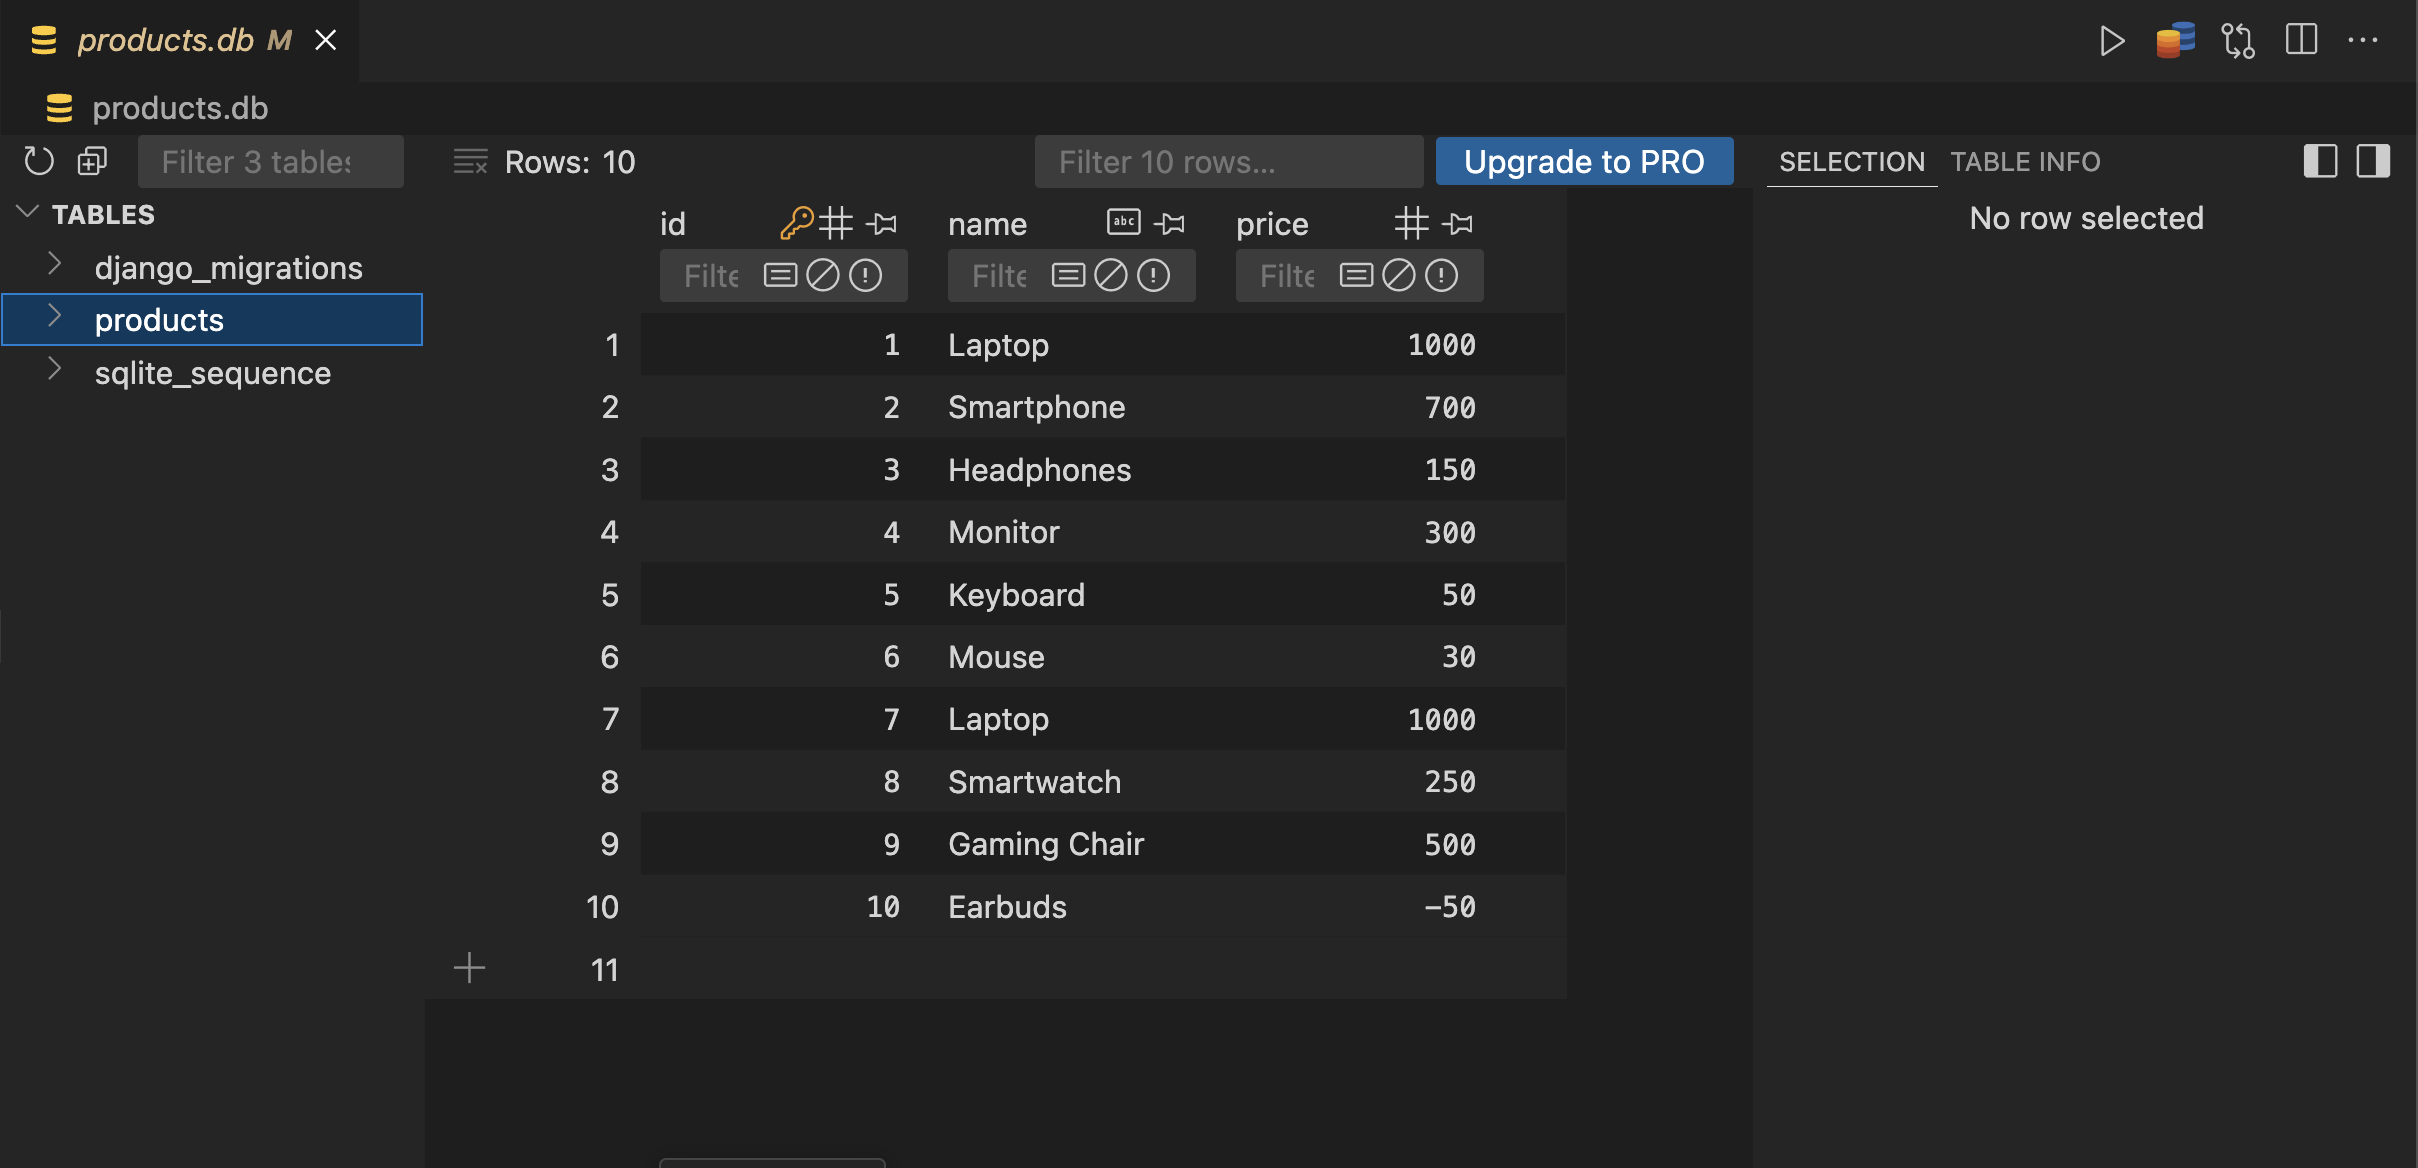 products.db M
products.db
Filter 3 tables
Rows: 10
Filter 10 rows...
Upgrade to PRO
SELECTION
TABLE INFO
TABLES
django_migrations
products
sqlite_sequence
No row selected
id name abc price
Filte Filte Filte
1 1 Laptop 1000
2 2 Smartphone 700
3 3 Headphones 150
4 4 Monitor 300
5 5 Keyboard 50
6 6 Mouse 30
7 7 Laptop 1000
8 8 Smartwatch 250
9 9 Gaming Chair 500
10 10 Earbuds −50
11